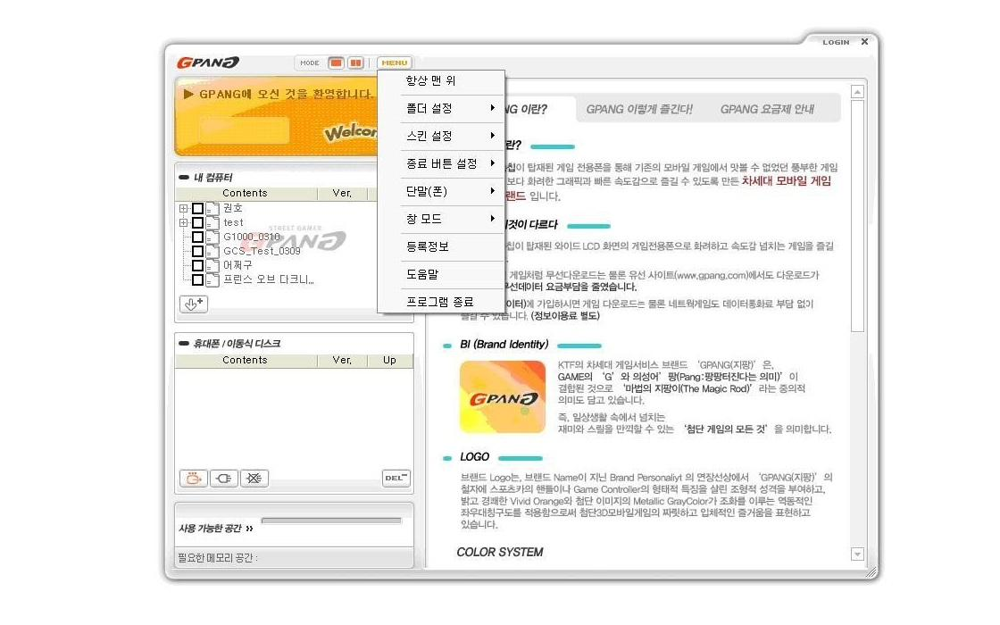 LOGIN
GPANG
MODE
MENU
GPANG에 오신 것을 환영합니다.
항상 맨 위
폴더 설정
스킨 설정
종료 버튼 설정
단말(폰)
창 모드
등록정보
도움말
프로그램 종료
내 컴퓨터
Contents Ver.
권호
test
G1000_0310
GCS_Test_0309
어쩌구
프린스 오브 다크니...
STREET GAMER
GPANG
휴대폰 / 이동식 디스크
Contents Ver. Up
DEL
사용 가능한 공간 »
필요한 메모리 공간 :
이란? GPANG 이렇게 즐긴다! GPANG 요금제 안내
란?
칩이 탑재된 게임 전용폰을 통해 기존의 모바일 게임에서 맛볼 수 없었던 풍부한 게임
보다 화려한 그래픽과 빠른 속도감으로 즐길 수 있도록 만든 차세대 모바일 게임
랜드 입니다.
이 다르다
칩이 탑재된 와이드 LCD 화면의 게임전용폰으로 화려하고 속도감 넘치는 게임을 즐길
게임처럼 무선다운로드는 물론 유선 사이트(www.gpang.com)에서도 다운로드가
무선데이터 요금부담을 줄였습니다.
이터)에 가입하시면 게임 다운로드는 물론 네트웍게임도 데이터통화료 부담 없이
즐길 수 있습니다. (정보이용료 별도)
BI (Brand Identity)
GPANG
KTF의 차세대 게임서비스 브랜드 ‘GPANG(지팡)’은,
GAME의 ‘G’와 의성어’ 팡(Pang:팡팡터진다는 의미)’이
결합된 것으로 ‘마법의 지팡이(The Magic Rod)’라는 중의적
의미도 담고 있습니다.
즉, 일상생활 속에서 넘치는
재미와 스릴을 만끽할 수 있는 ‘첨단 게임의 모든 것’을 의미합니다.
LOGO
브랜드 Logo는, 브랜드 Name이 지닌 Brand Personaliyt 의 연장선상에서 ‘GPANG(지팡)’의
철자에 스포츠카의 핸들이나 Game Controller의 형태적 특징을 살린 조형적 성격을 부여하고,
밝고 경쾌한 Vivid Orange와 첨단 이미지의 Metallic GrayColor가 조화를 이루는 역동적인
좌우대칭구도를 적용함으로써 첨단3D모바일게임의 짜릿하고 입체적인 즐거움을 표현하고
있습니다.
COLOR SYSTEM